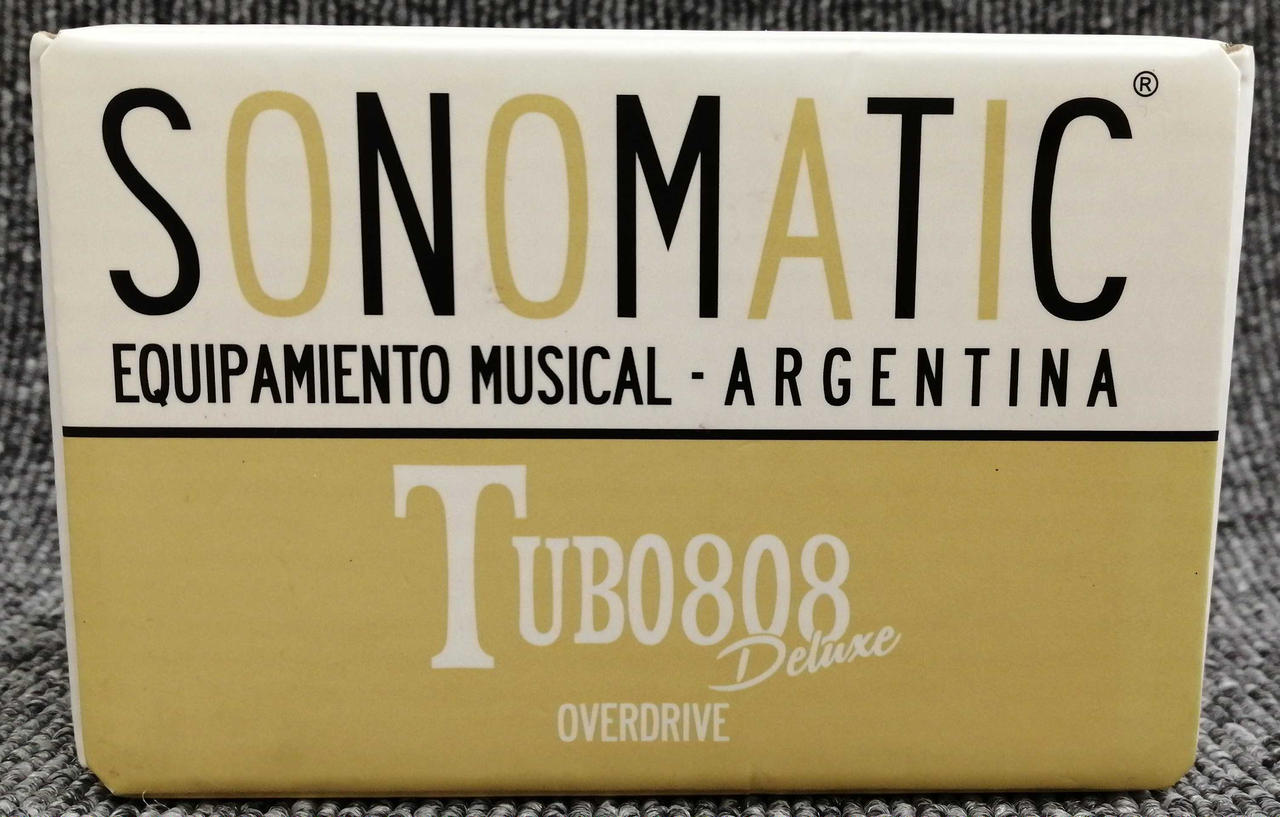 SONOMATIC®
EQUIPAMIENTO MUSICAL - ARGENTINA
TUBO808
Deluxe
OVERDRIVE